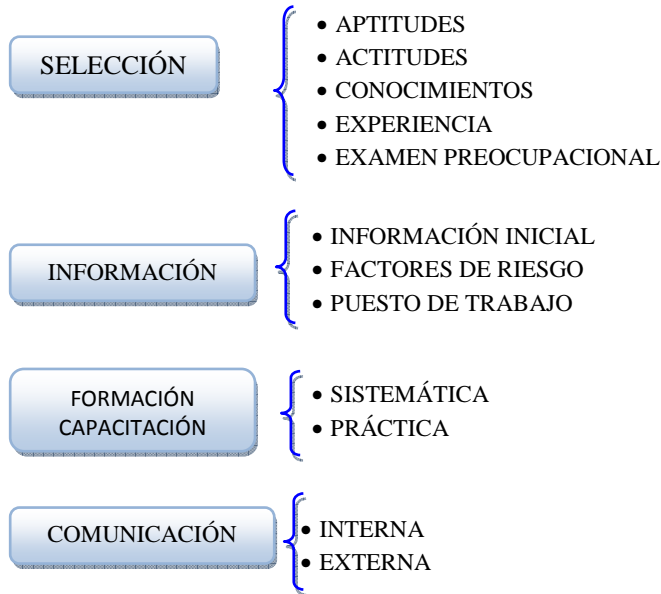 SELECCIÓN
• APTITUDES
• ACTITUDES
• CONOCIMIENTOS
• EXPERIENCIA
• EXAMEN PREOCUPACIONAL
INFORMACIÓN
• INFORMACIÓN INICIAL
• FACTORES DE RIESGO
• PUESTO DE TRABAJO
FORMACIÓN
CAPACITACIÓN
• SISTEMÁTICA
• PRÁCTICA
COMUNICACIÓN
• INTERNA
• EXTERNA